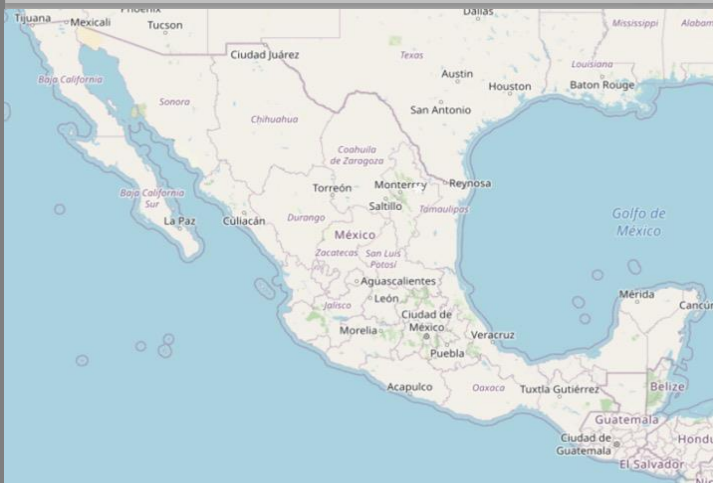 Phoenix
Dallas
Tijuana
Mexicali
Tucson
Mississippi
Ciudad Juárez
Texas
Baja California
Austin
Louisiana
Houston
Baton Rouge
Sonora
San Antonio
Chihuahua
Coahuila
de Zaragoza
Torreón
Monterrey
Reynosa
Baja California
Sur
Saltillo
Tamaulipas
La Paz
Culiacán
Durango
Golfo de
México
México
Zacatecas
San Luis
Potosí
Aguascalientes
Mérida
León
Jalisco
Ciudad de
México
Morelia
Veracruz
Puebla
Acapulco
Oaxaca
Tuxtla Gutiérrez
Belize
Guatemala
Ciudad de
Guatemala
El Salvador